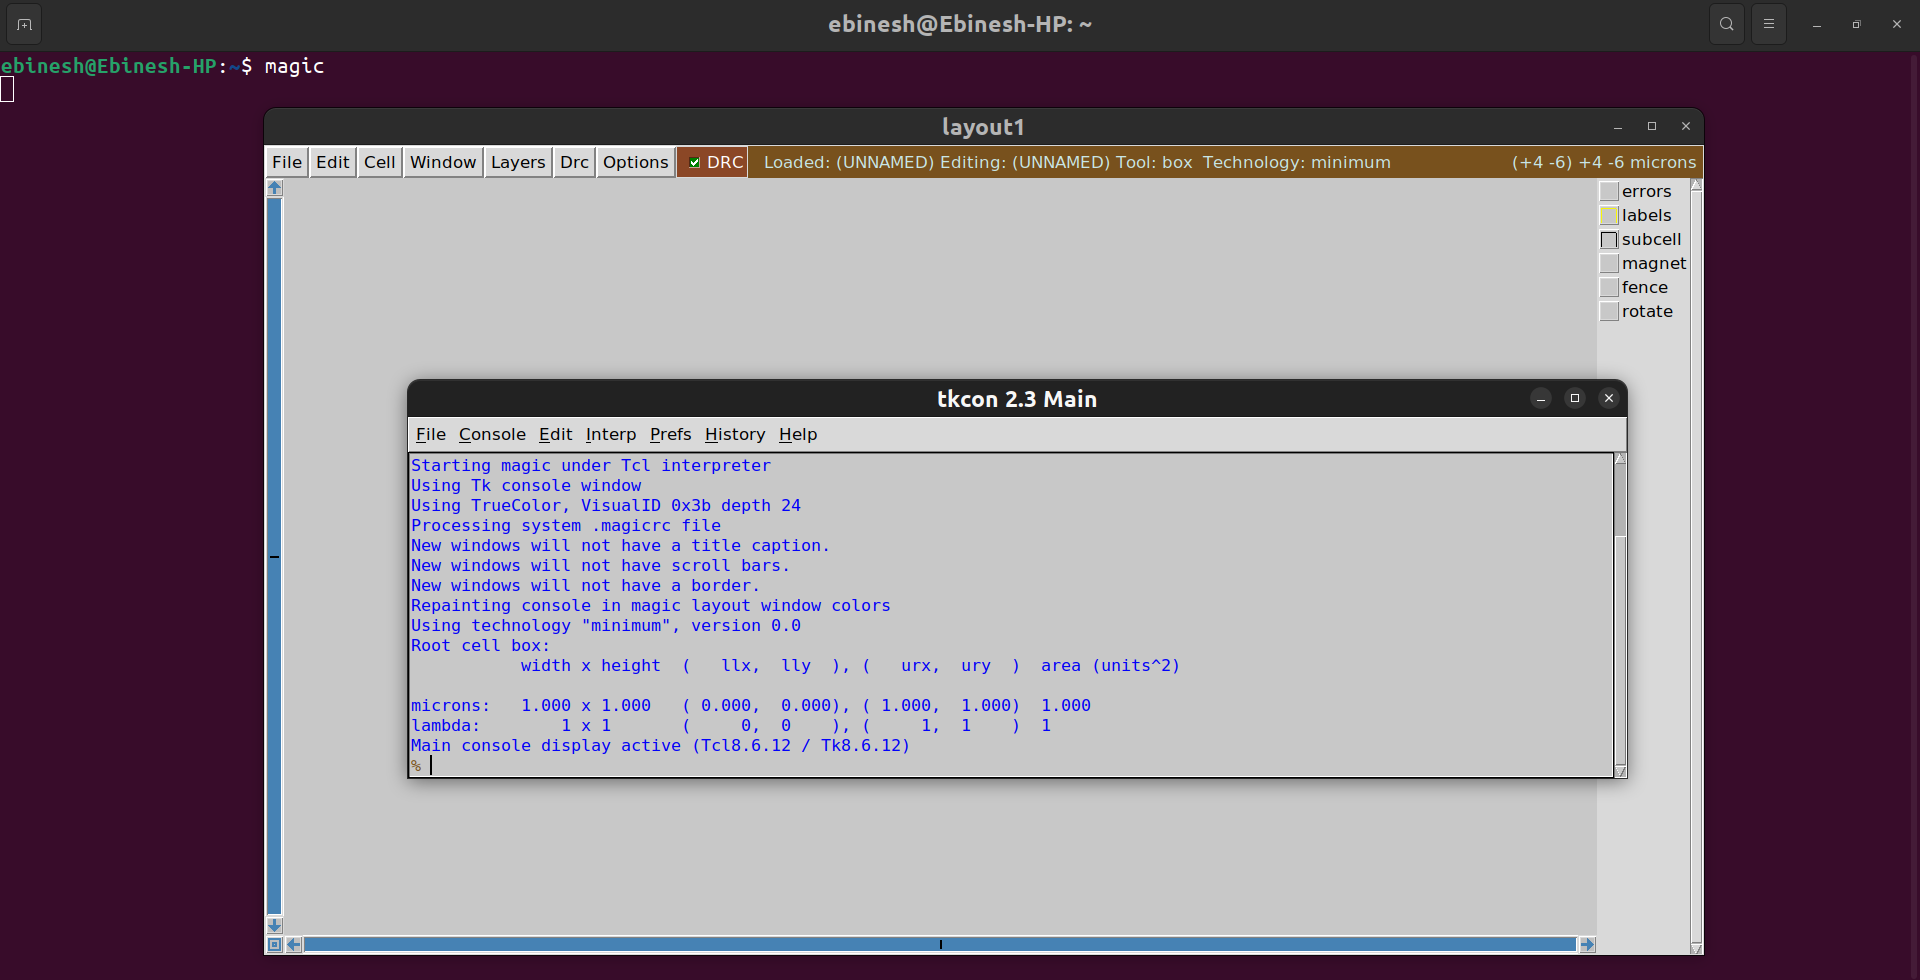 ebinesh@Ebinesh-HP: ~
ebinesh@Ebinesh-HP:~$ magic
layout1
File Edit Cell Window Layers Drc Options DRC Loaded: (UNNAMED) Editing: (UNNAMED) Tool: box Technology: minimum (+4 -6) +4 -6 microns
errors
labels
subcell
magnet
fence
rotate
tkcon 2.3 Main
File Console Edit Interp Prefs History Help
Starting magic under Tcl interpreter
Using Tk console window
Using TrueColor, VisualID 0x3b depth 24
Processing system .magicrc file
New windows will not have a title caption.
New windows will not have scroll bars.
New windows will not have a border.
Repainting console in magic layout window colors
Using technology "minimum", version 0.0
Root cell box:
width x height ( llx, lly ), ( urx, ury ) area (units^2)
microns: 1.000 x 1.000 ( 0.000, 0.000), ( 1.000, 1.000) 1.000
lambda: 1 x 1 ( 0, 0 ), ( 1, 1 ) 1
Main console display active (Tcl8.6.12 / Tk8.6.12)
%